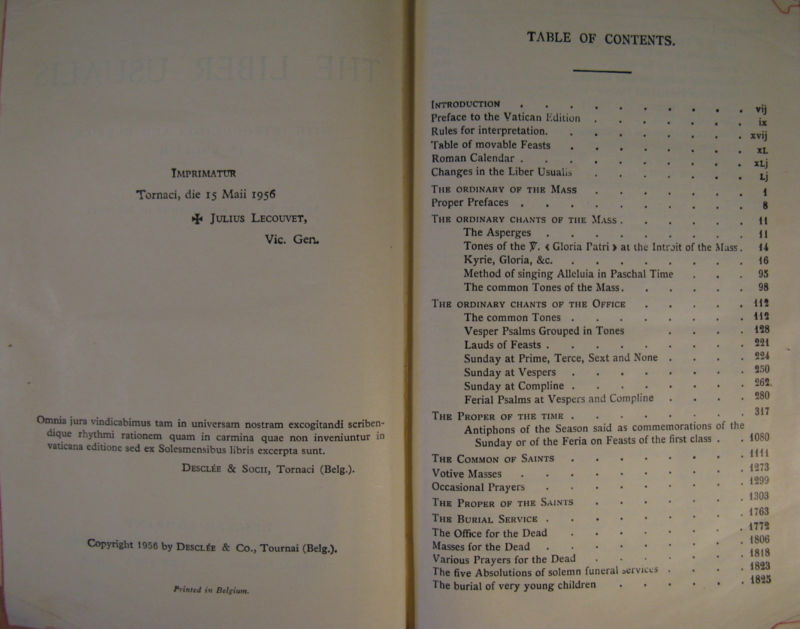 IMPRIMATUR
Tornaci, die 15 Maii 1956
✠ JULIUS LECOUVET,
Vic. Gen.
Omnia jura vindicabimus tam in universam nostram excogitandi scriben-
dique rhythmi rationem quam in carmina quae non inveniuntur in
vaticana editione sed ex Solesmensibus libris excerpta sunt.
DESCLÉE & SOCII, Tornaci (Belg.).
Copyright 1956 by DESCLÉE & Co., Tournai (Belg.).
Printed in Belgium.
THE LIBER USUALIS
TABLE OF CONTENTS.
INTRODUCTION . . . . . . . . vij
Preface to the Vatican Edition . . . . . . ix
Rules for interpretation. . . . . . . . xvij
Table of movable Feasts . . . . . . . xL
Roman Calendar . . . . . . . . xLj
Changes in the Liber Usualis . . . . . . Lj
THE ORDINARY OF THE MASS . . . . . . 1
Proper Prefaces . . . . . . . . 8
THE ORDINARY CHANTS OF THE MASS . . . . . . 11
The Asperges . . . . . . . 11
Tones of the ℣. « Gloria Patri » at the Introit of the Mass . 14
Kyrie, Gloria, &c. . . . . . . . 16
Method of singing Alleluia in Paschal Time . . . 95
The common Tones of the Mass . . . . . 98
THE ORDINARY CHANTS OF THE OFFICE . . . . . 112
The common Tones . . . . . . . 112
Vesper Psalms Grouped in Tones . . . . 128
Lauds of Feasts . . . . . . . 221
Sunday at Prime, Terce, Sext and None . . . . 224
Sunday at Vespers . . . . . . 250
Sunday at Compline . . . . . . . 262.
Ferial Psalms at Vespers and Compline . . . . 280
THE PROPER OF THE TIME . . . . . . . 317
Antiphons of the Season said as commemorations of the
Sunday or of the Feria on Feasts of the first class . . 1080
THE COMMON OF SAINTS . . . . . . . 1111
Votive Masses . . . . . . . . 1273
Occasional Prayers . . . . . . . 1299
THE PROPER OF THE SAINTS . . . . . . 1303
THE BURIAL SERVICE . . . . . . . 1763
The Office for the Dead . . . . . . 1772
Masses for the Dead . . . . . . . 1806
Various Prayers for the Dead . . . . . . 1818
The five Absolutions of solemn funeral services . . . . 1823
The burial of very young children . . . . . 1825